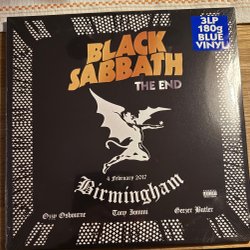 BLACK
SABBATH
THE END
3LP
180g
BLUE
VINYL
4 February 2017
Birmingham
Ozzy Osbourne
Tony Iommi
Geezer Butler